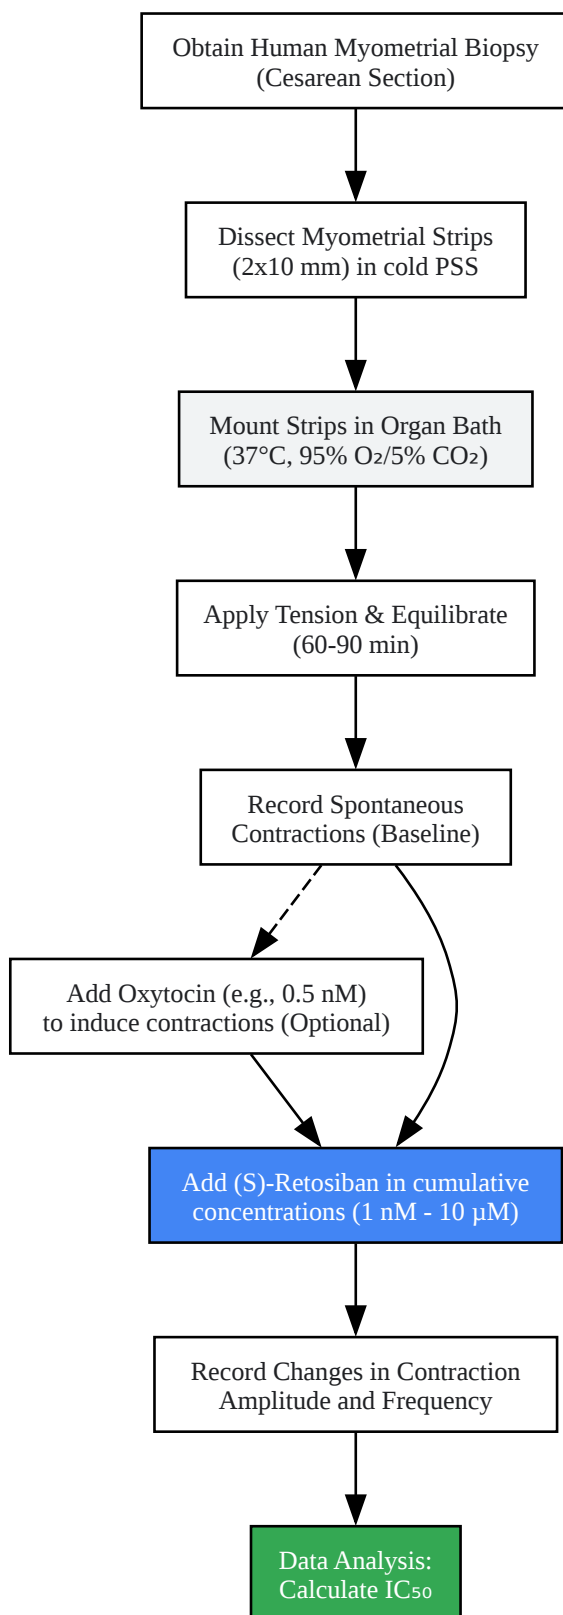 Obtain Human Myometrial Biopsy
(Cesarean Section)
Dissect Myometrial Strips
(2x10 mm) in cold PSS
Mount Strips in Organ Bath
(37°C, 95% O₂/5% CO₂)
Apply Tension & Equilibrate
(60-90 min)
Record Spontaneous
Contractions (Baseline)
Add Oxytocin (e.g., 0.5 nM)
to induce contractions (Optional)
Add (S)-Retosiban in cumulative
concentrations (1 nM - 10 µM)
Record Changes in Contraction
Amplitude and Frequency
Data Analysis:
Calculate IC₅₀